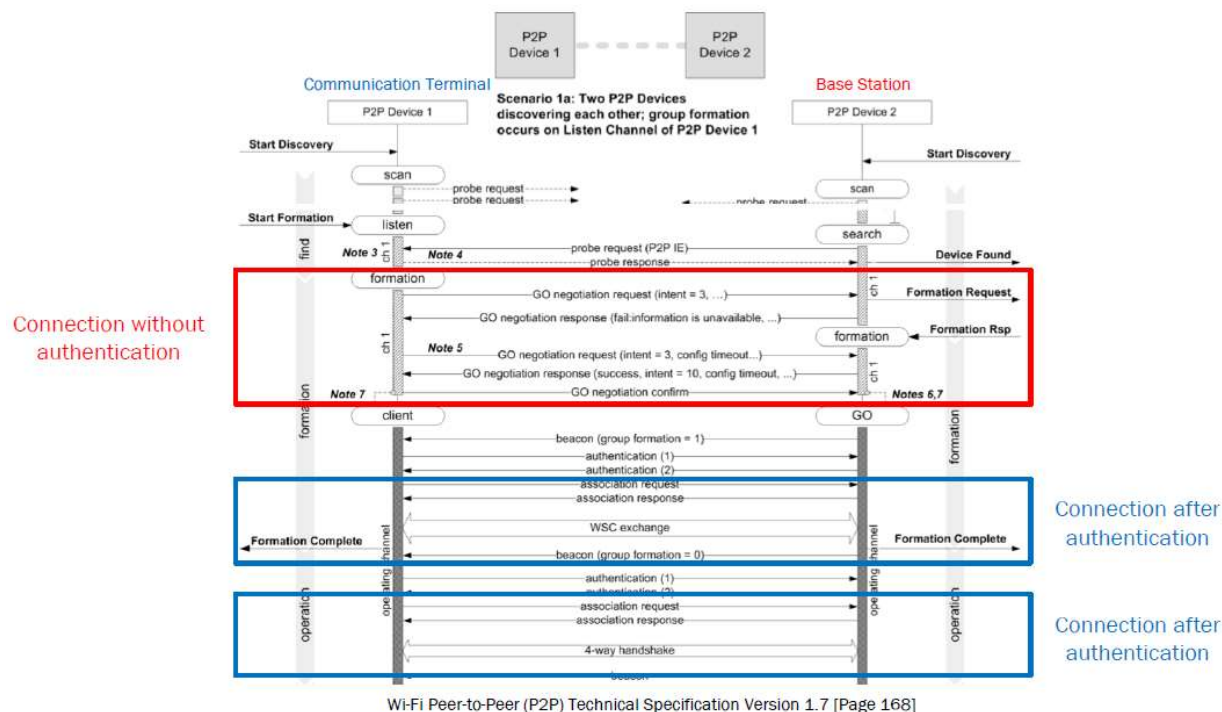 P2P
Device 1
P2P
Device 2
Communication Terminal
Base Station
P2P Device 1
Scenario 1a: Two P2P Devices
discovering each other; group formation
occurs on Listen Channel of P2P Device 1
P2P Device 2
Start Discovery
Start Discovery
scan
scan
probe request
probe request
probe request
Start Formation
listen
search
find
Note 3
ch 1
Note 4
probe request (P2P IE)
probe response
Device Found
formation
Connection without
authentication
GO negotiation request (intent = 3, ...)
ch 1
Formation Request
GO negotiation response (fail:information is unavailable, ...)
formation
Formation Rsp
ch 1
Note 5
GO negotiation request (intent = 3, config timeout...)
GO negotiation response (success, intent = 10, config timeout, ...)
ch 1
Note 7
GO negotiation confirm
Notes 6,7
formation
client
GO
formation
beacon (group formation = 1)
authentication (1)
authentication (2)
association request
association response
WSC exchange
Connection after
authentication
Formation Complete
Formation Complete
beacon (group formation = 0)
operating channel
operating channel
authentication (1)
authentication (2)
operation
operation
association request
association response
4-way handshake
Connection after
authentication
beacon
Wi-Fi Peer-to-Peer (P2P) Technical Specification Version 1.7 [Page 168]